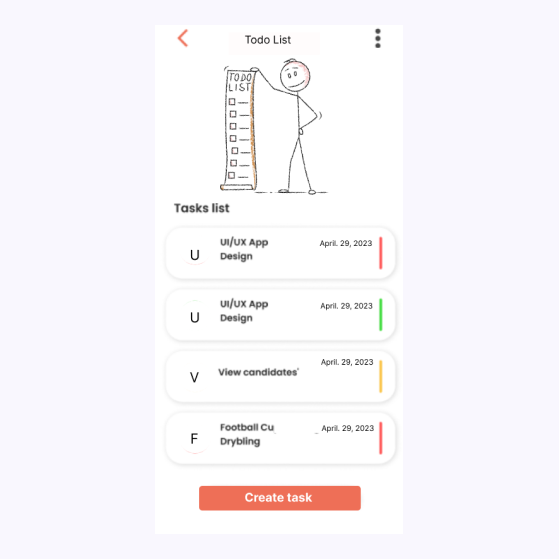 Todo List
TODO
LIST
Tasks list
U
UI/UX App
Design
April. 29, 2023
U
UI/UX App
Design
April. 29, 2023
V
View candidates'
April. 29, 2023
F
Football Cu
Drybling
_ April. 29, 2023
Create task